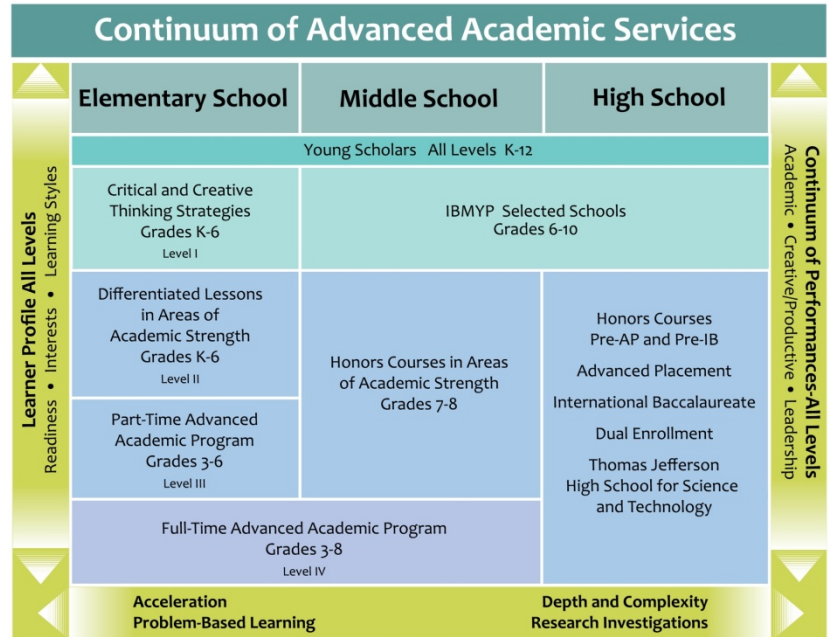 Continuum of Advanced Academic Services
Elementary School
Middle School
High School
Young Scholars All Levels K-12
Critical and Creative
Thinking Strategies
Grades K-6
Level I
IBMYP Selected Schools
Grades 6-10
Differentiated Lessons
in Areas of
Academic Strength
Grades K-6
Level II
Part-Time Advanced
Academic Program
Grades 3-6
Level III
Honors Courses in Areas
of Academic Strength
Grades 7-8
Honors Courses
Pre-AP and Pre-IB
Advanced Placement
International Baccalaureate
Dual Enrollment
Thomas Jefferson
High School for Science
and Technology
Full-Time Advanced Academic Program
Grades 3-8
Level IV
Learner Profile All Levels
Readiness • Interests • Learning Styles
Continuum of Performances-All Levels
Academic • Creative/Productive • Leadership
Acceleration
Problem-Based Learning
Depth and Complexity
Research Investigations